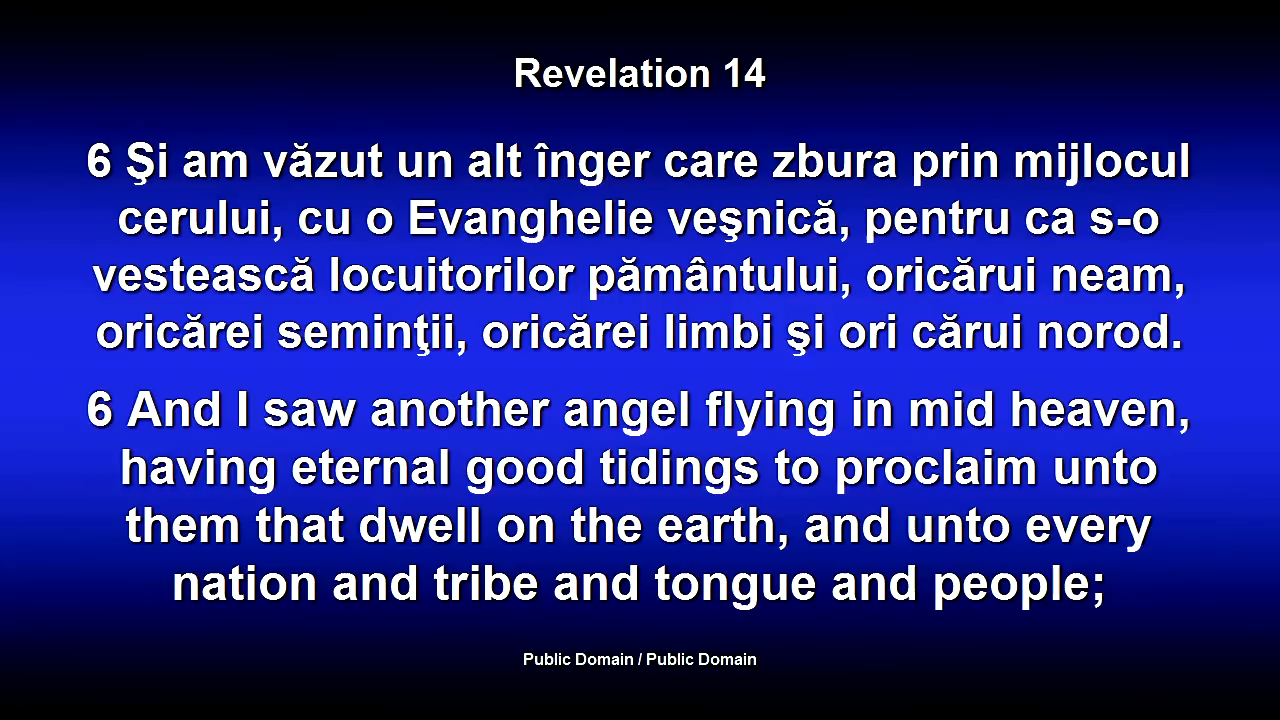 Revelation 14
6 Şi am văzut un alt înger care zbura prin mijlocul
cerului, cu o Evanghelie veşnică, pentru ca s-o
vestească locuitorilor pământului, oricărui neam,
oricărei seminţii, oricărei limbi şi ori cărui norod.
6 And I saw another angel flying in mid heaven,
having eternal good tidings to proclaim unto
them that dwell on the earth, and unto every
nation and tribe and tongue and people;
Public Domain / Public Domain